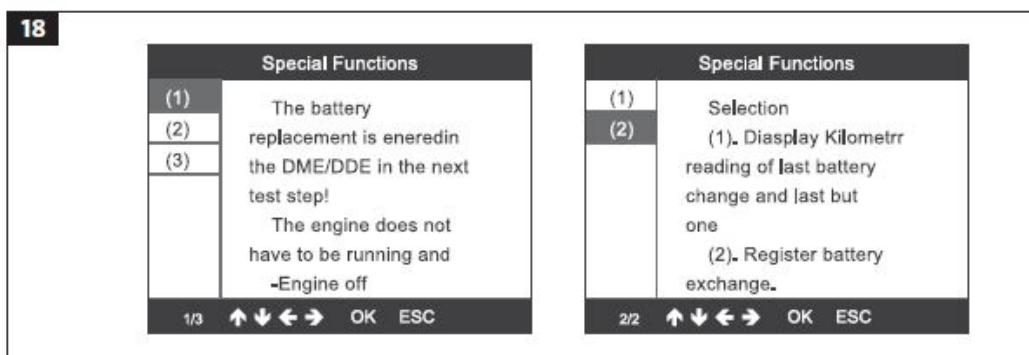 18
Special Functions
(1)
(2)
(3)
The battery
replacement is eneredin
the DME/DDE in the next
test step!
The engine does not
have to be running and
-Engine off
1/3 OK ESC
Special Functions
(1)
(2)
Selection
(1). Diasplay Kilometrr
reading of last battery
change and last but
one
(2). Register battery
exchange.
2/2 OK ESC